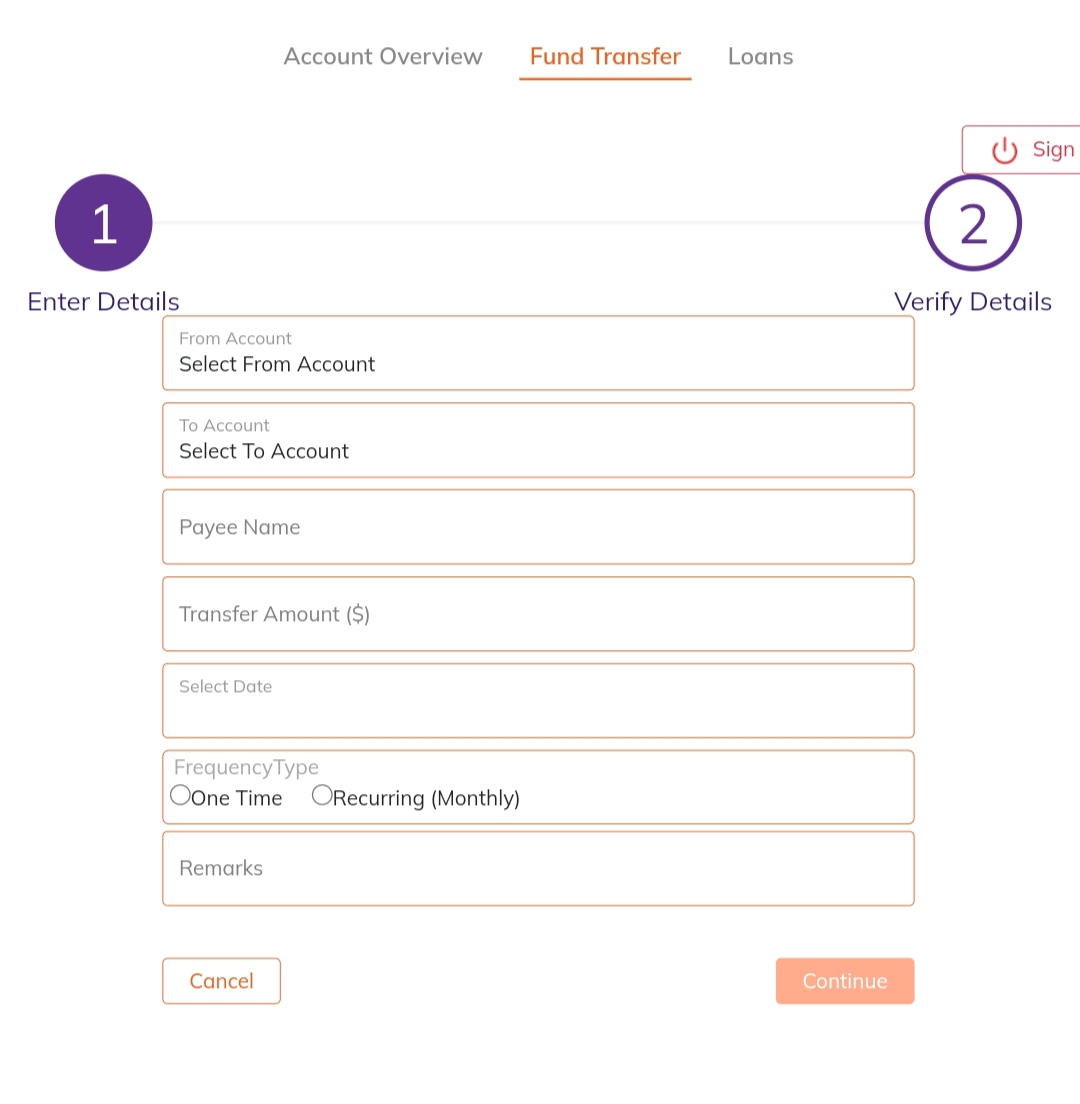 Account Overview Fund Transfer Loans
Sign
1 2
Enter Details Verify Details
From Account
Select From Account
To Account
Select To Account
Payee Name
Transfer Amount ($)
Select Date
FrequencyType
One Time Recurring (Monthly)
Remarks
Cancel Continue